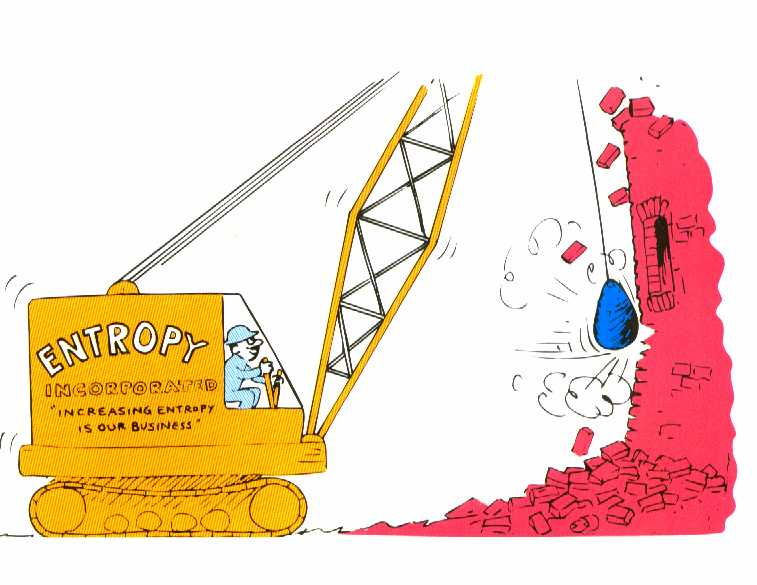 ENTROPY
INCORPORATED
"INCREASING ENTROPY
IS OUR BUSINESS"